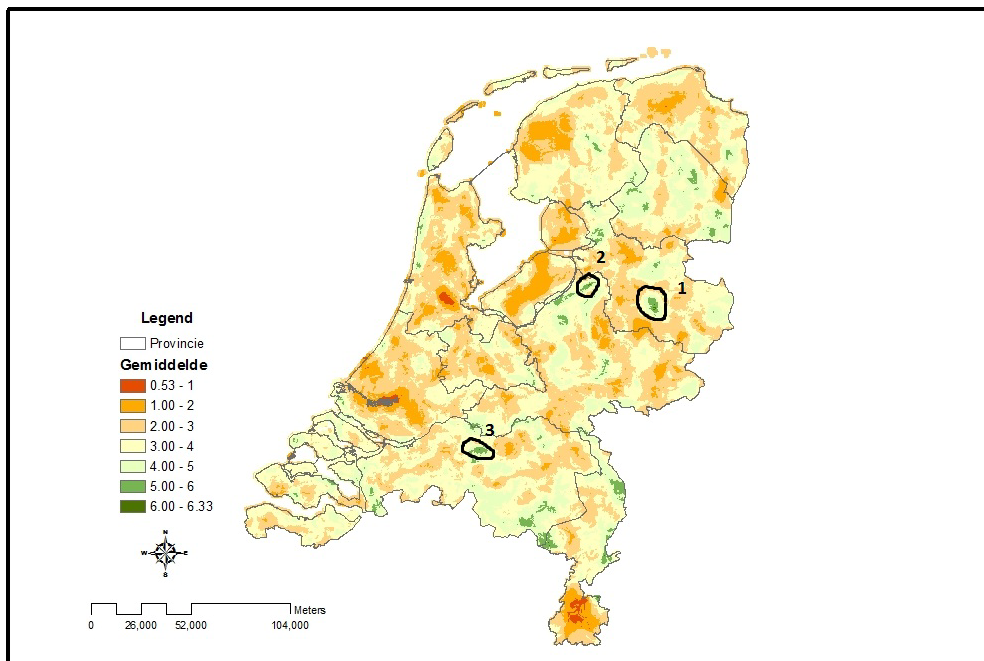 2
1
Legend
Provincie
Gemiddelde
0.53 - 1
1.00 - 2
2.00 - 3
3.00 - 4
4.00 - 5
5.00 - 6
6.00 - 6.33
3
N
W E
S
Meters
0 26,000 52,000 104,000